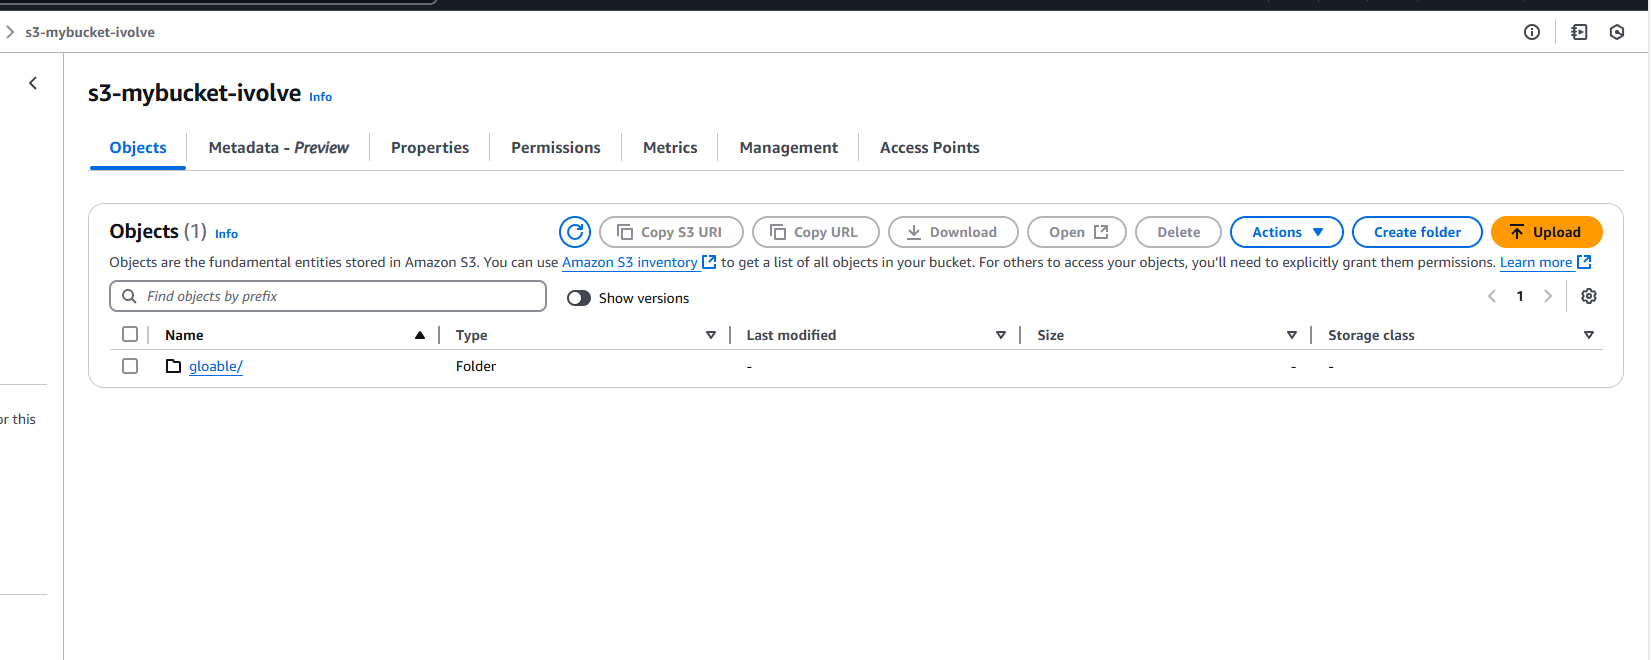 s3-mybucket-ivolve
s3-mybucket-ivolve Info
Objects Metadata - Preview Properties Permissions Metrics Management Access Points
Objects (1) Info Copy S3 URI Copy URL Download Open Delete Actions Create folder Upload
Objects are the fundamental entities stored in Amazon S3. You can use Amazon S3 inventory to get a list of all objects in your bucket. For others to access your objects, you'll need to explicitly grant them permissions. Learn more
Find objects by prefix Show versions 1
Name Type Last modified Size Storage class
gloable/ Folder - - -
or this